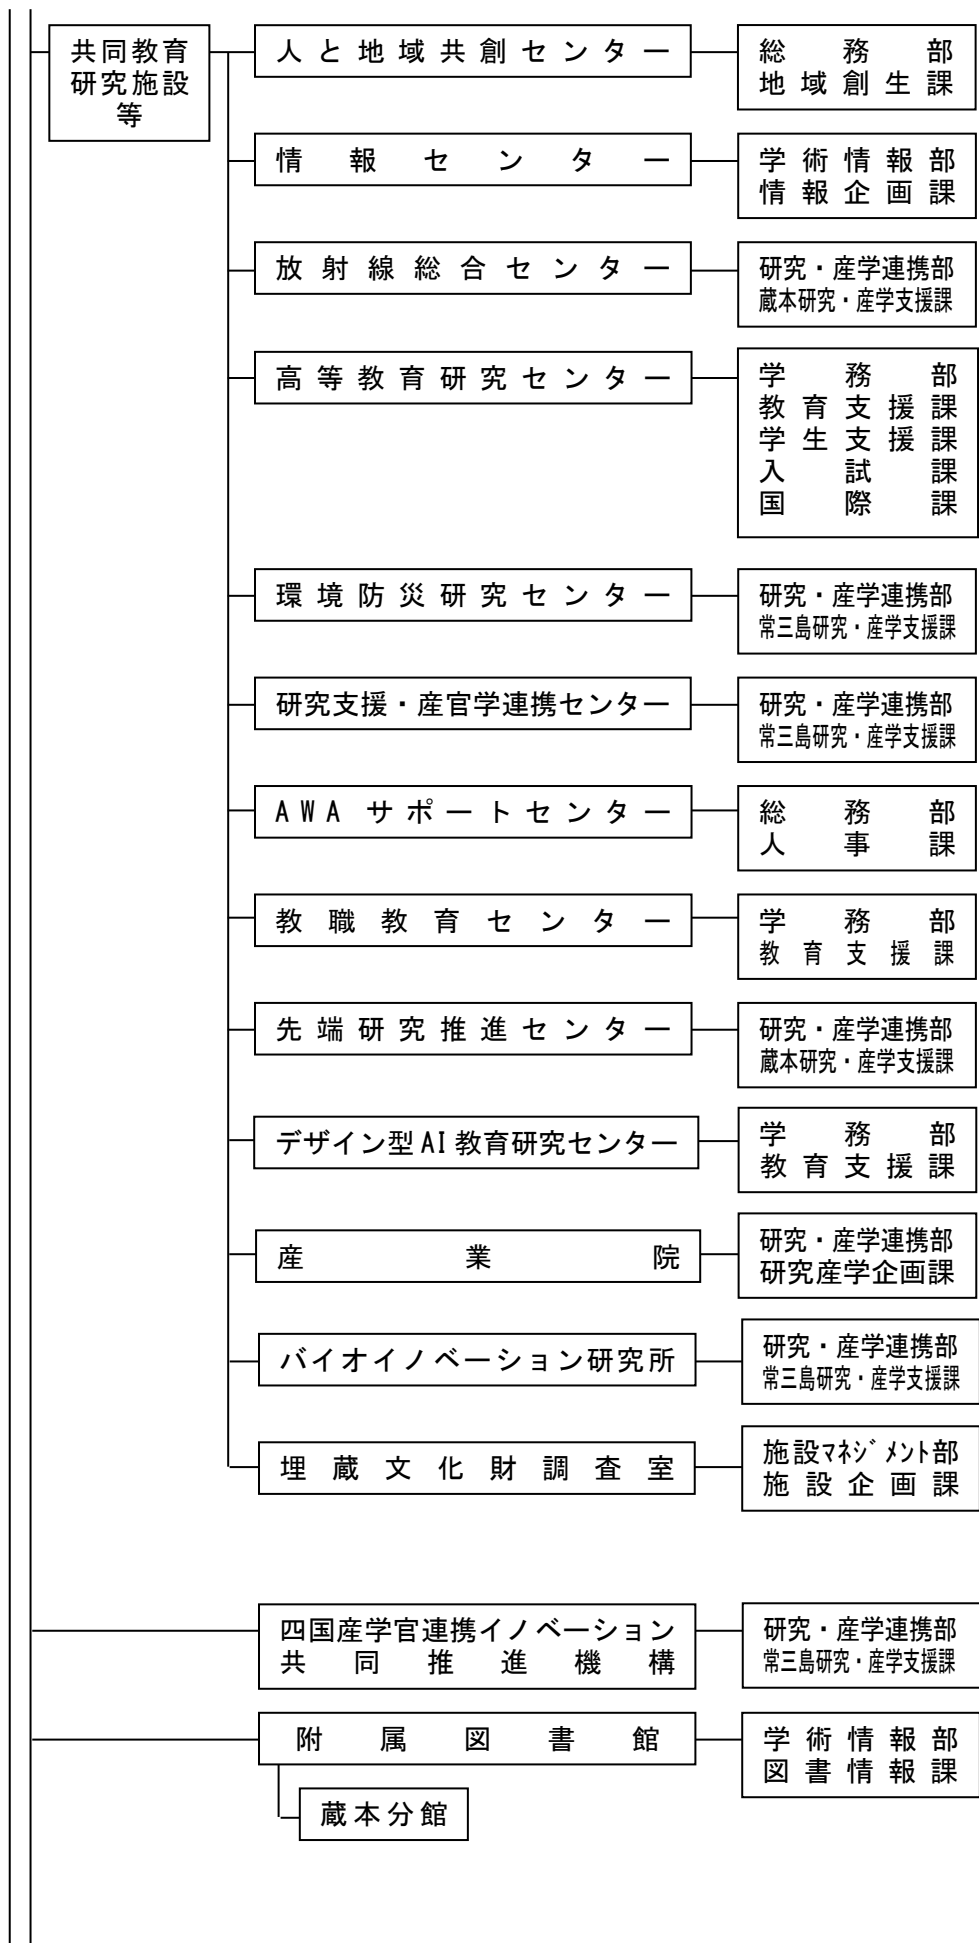 共同教育
研究施設
等
人と地域共創センター
総務部
地域創生課
情報センター
学術情報部
情報企画課
放射線総合センター
研究・産学連携部
蔵本研究・産学支援課
高等教育研究センター
学務部
教育支援課
学生支援課
入試課
国際課
環境防災研究センター
研究・産学連携部
常三島研究・産学支援課
研究支援・産官学連携センター
研究・産学連携部
常三島研究・産学支援課
AWA サポートセンター
総務部
人事課
教職教育センター
学務部
教育支援課
先端研究推進センター
研究・産学連携部
蔵本研究・産学支援課
デザイン型AI教育研究センター
学務部
教育支援課
産業院
研究・産学連携部
研究産学企画課
バイオイノベーション研究所
研究・産学連携部
常三島研究・産学支援課
埋蔵文化財調査室
施設ﾏﾈｼﾞﾒﾝﾄ部
施設企画課
四国産学官連携イノベーション
共同推進機構
研究・産学連携部
常三島研究・産学支援課
附属図書館
学術情報部
図書情報課
蔵本分館